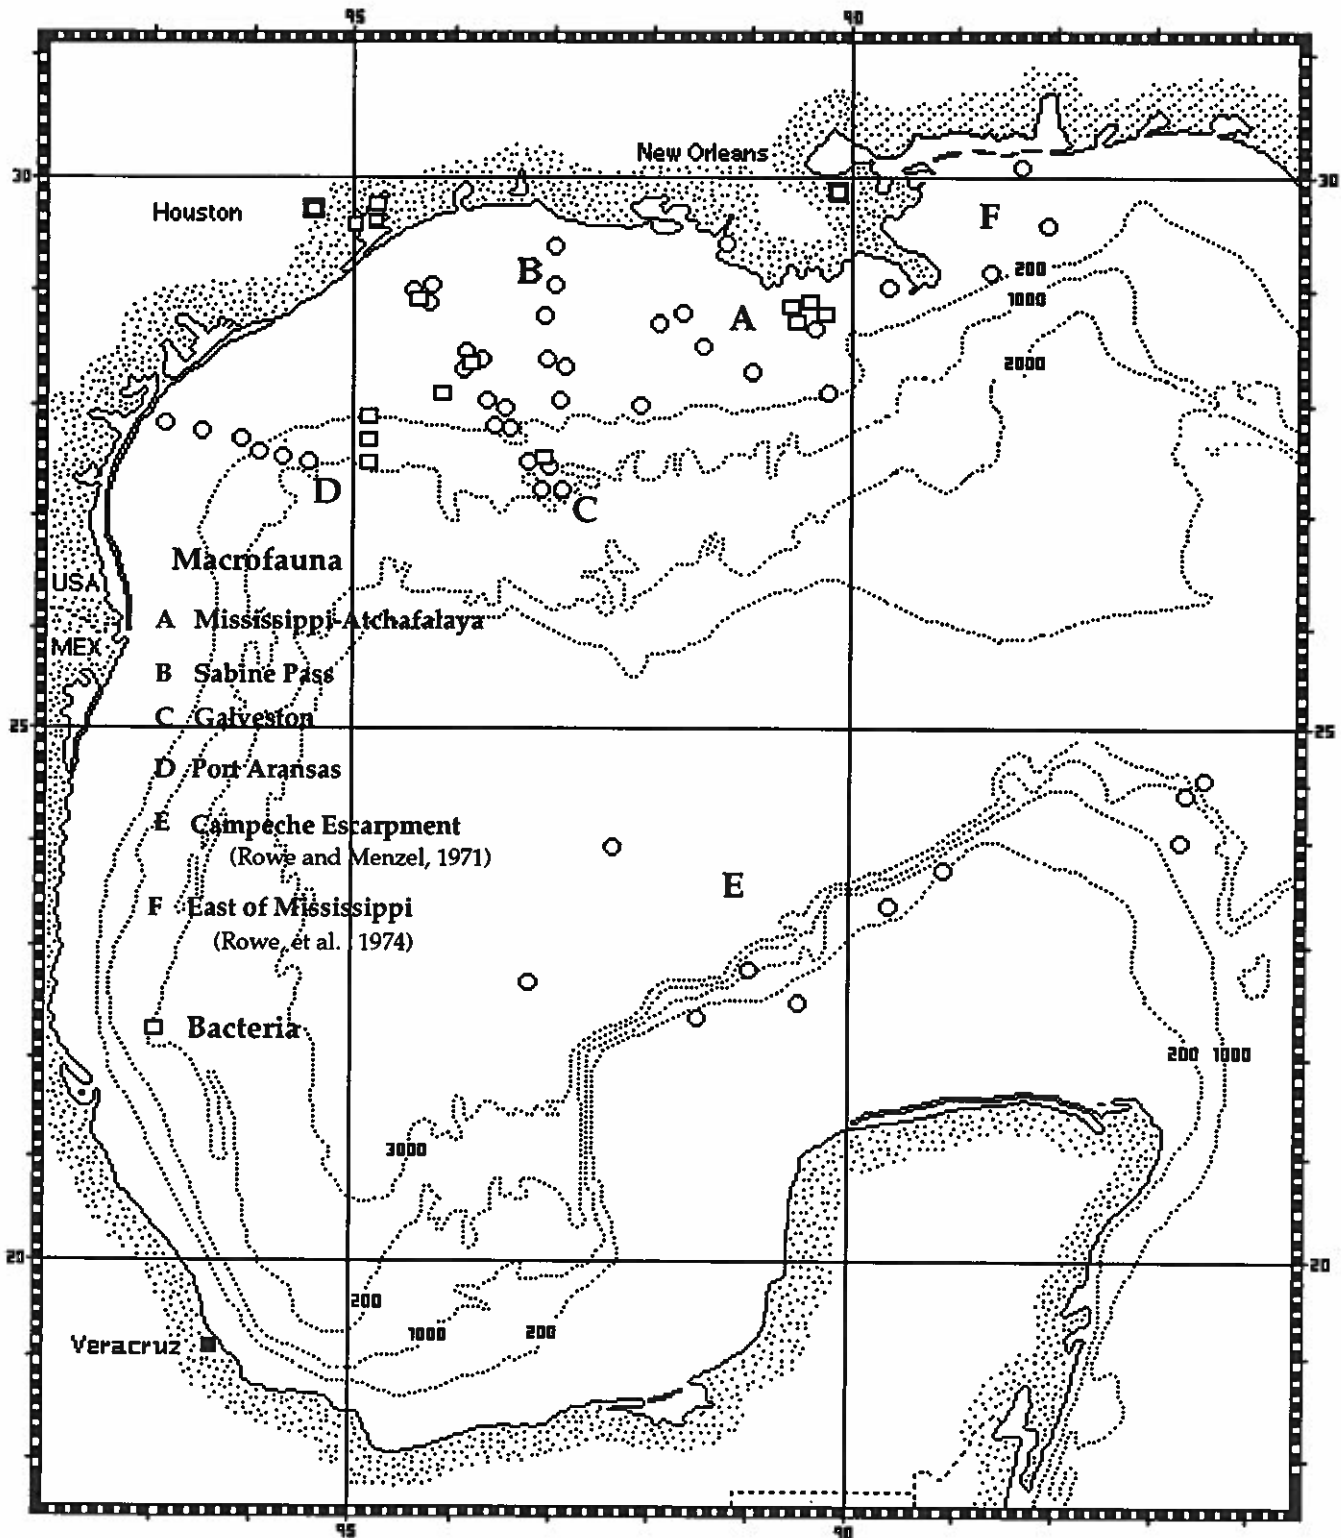 95 90
New Orleans
30 30
Houston
F
B
200
1000
A
2000
D
C
Macrofauna
USA
A Mississippi-Atchafalaya
MEX
B Sabine Pass
C Galveston
25 25
D Port Aransas
E Campeche Escarpment
(Rowe and Menzel, 1971)
E
F East of Mississippi
(Rowe, et al. 1974)
Bacteria
200 1000
3000
20 20
200
1000 200
Veracruz
95 90